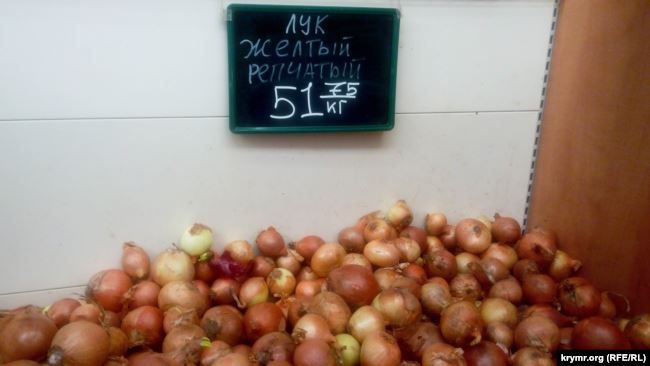 ЛУК
ЖЕЛТЫЙ
РЕПЧАТЫЙ
51 75
КГ
krymr.org (RFE/RL)